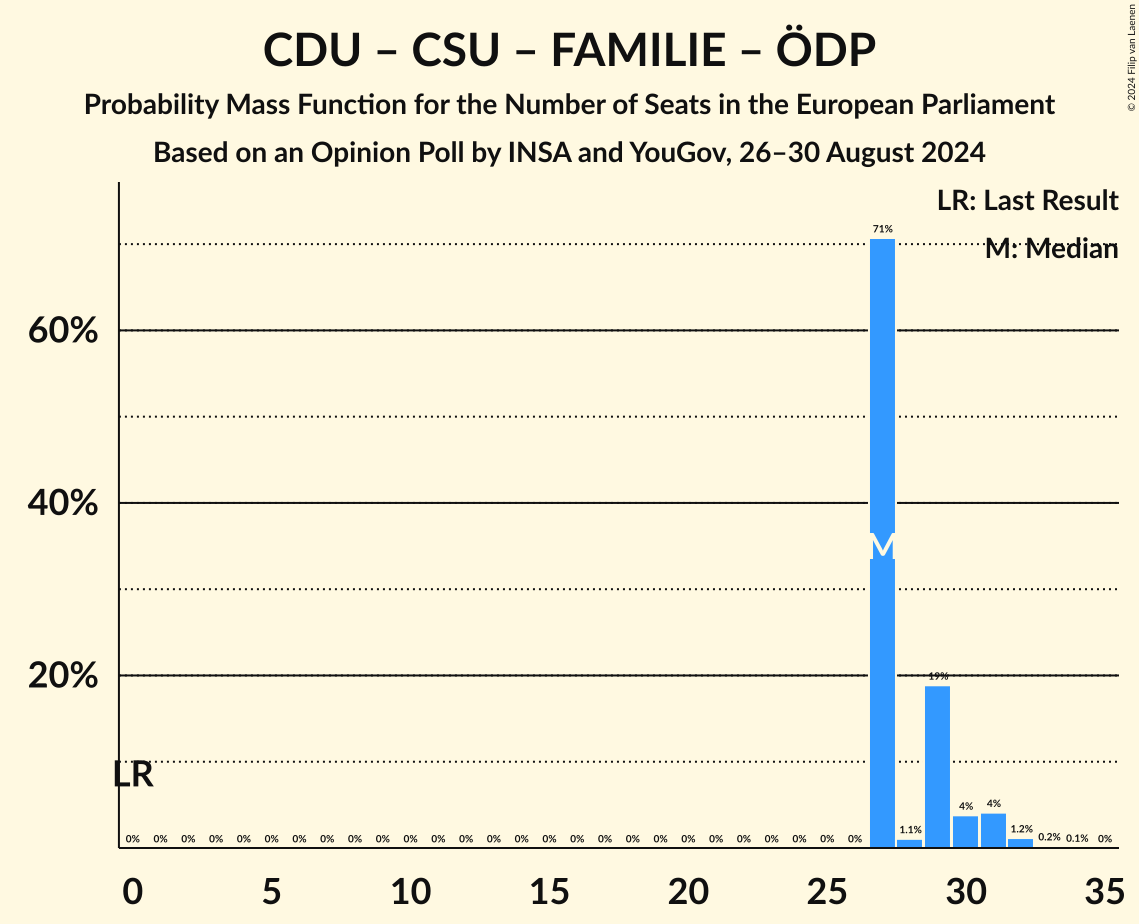 CDU – CSU – FAMILIE – ÖDP
Probability Mass Function for the Number of Seats in the European Parliament
Based on an Opinion Poll by INSA and YouGov, 26–30 August 2024
© 2024 Filip van Laenen
LR: Last Result
M: Median
71%
60%
40%
M
20%
19%
LR
0% 0% 0% 0% 0% 0% 0% 0% 0% 0% 0% 0% 0% 0% 0% 0% 0% 0% 0% 0% 0% 0% 0% 0% 0% 0% 0% 1.1% 4% 4% 1.2% 0.2% 0.1% 0%
0 5 10 15 20 25 30 35